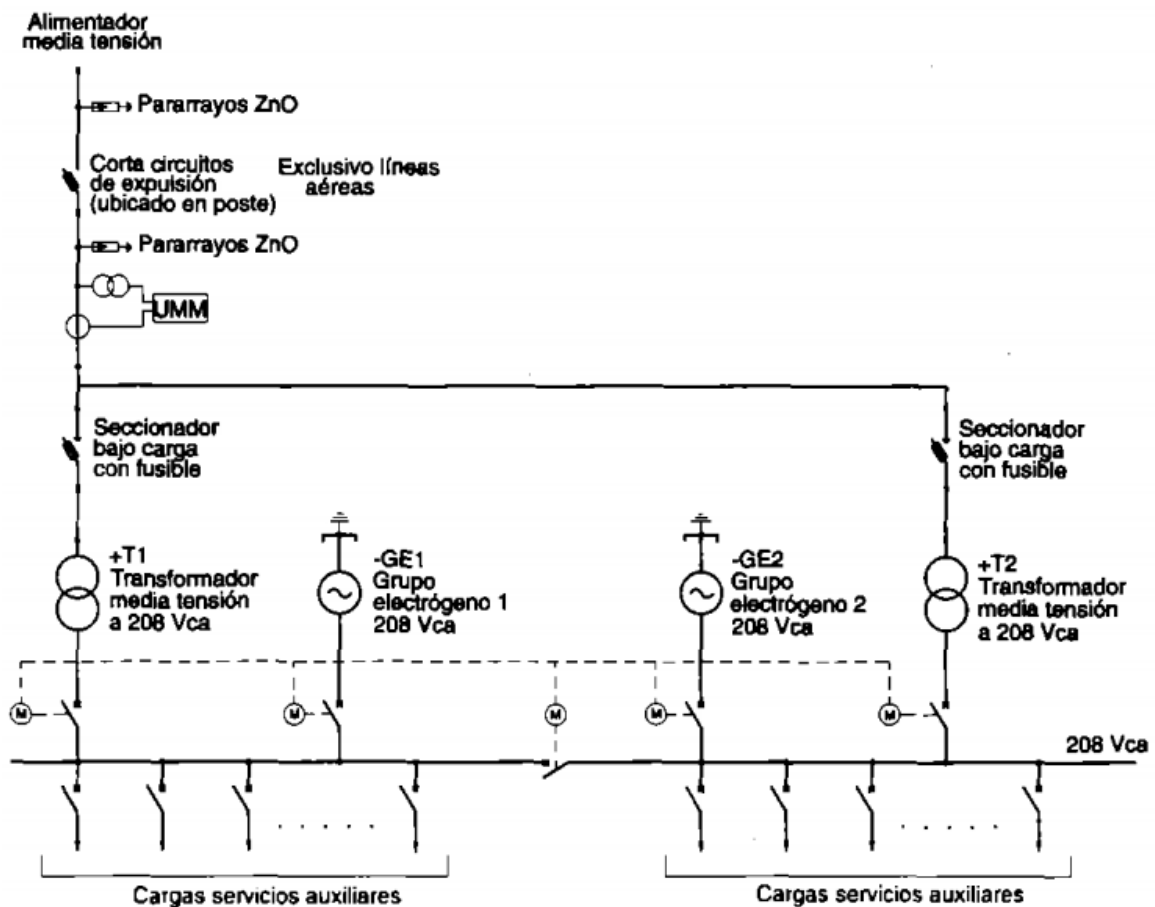 Alimentador
media tensión
Pararrayos ZnO
Corta circuitos
de expulsión
(ubicado en poste)
Exclusivo líneas
aéreas
Pararrayos ZnO
UMM
Seccionador
bajo carga
con fusible
Seccionador
bajo carga
con fusible
+T1
Transformador
media tensión
a 208 Vca
-GE1
Grupo
electrógeno 1
208 Vca
-GE2
Grupo
electrógeno 2
208 Vca
+T2
Transformador
media tensión
a 208 Vca
M
M
M
M
M
208 Vca
Cargas servicios auxiliares
Cargas servicios auxiliares